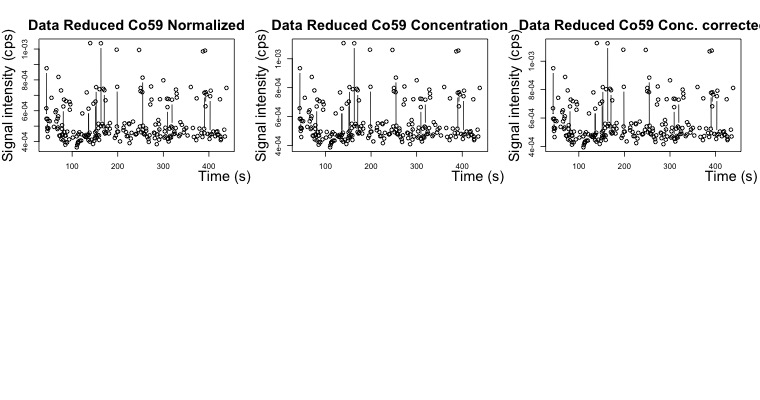 Data Reduced Co59 Normalized
Signal intensity (cps)
4e-04 6e-04 8e-04 1e-03
100 200 300 400
Time (s)
Data Reduced Co59 Concentration
Signal intensity (cps)
4e-04 6e-04 8e-04 1e-03
100 200 300 400
Time (s)
Data Reduced Co59 Conc. corrected
Signal intensity (cps)
4e-04 6e-04 8e-04 1e-03
100 200 300 400
Time (s)